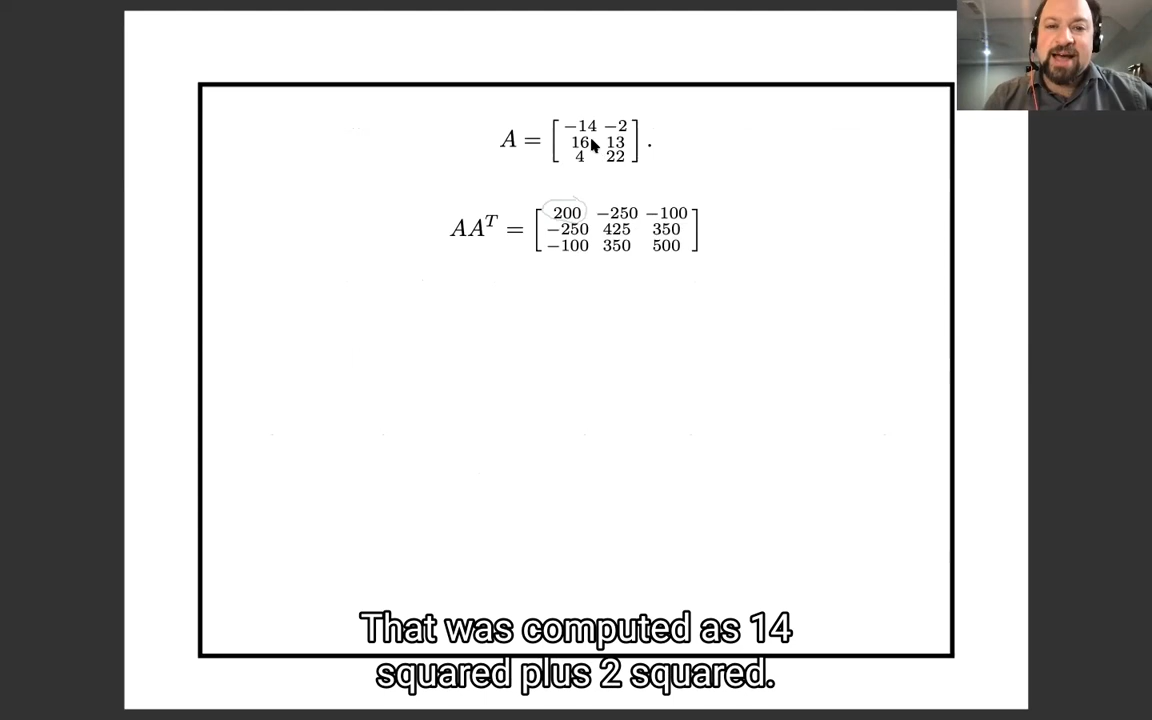 A = [ −14 −2
16 13
4 22 ] .
AA^T = [ 200 −250 −100
−250 425 350
−100 350 500 ]
That was computed as 14
squared plus 2 squared.